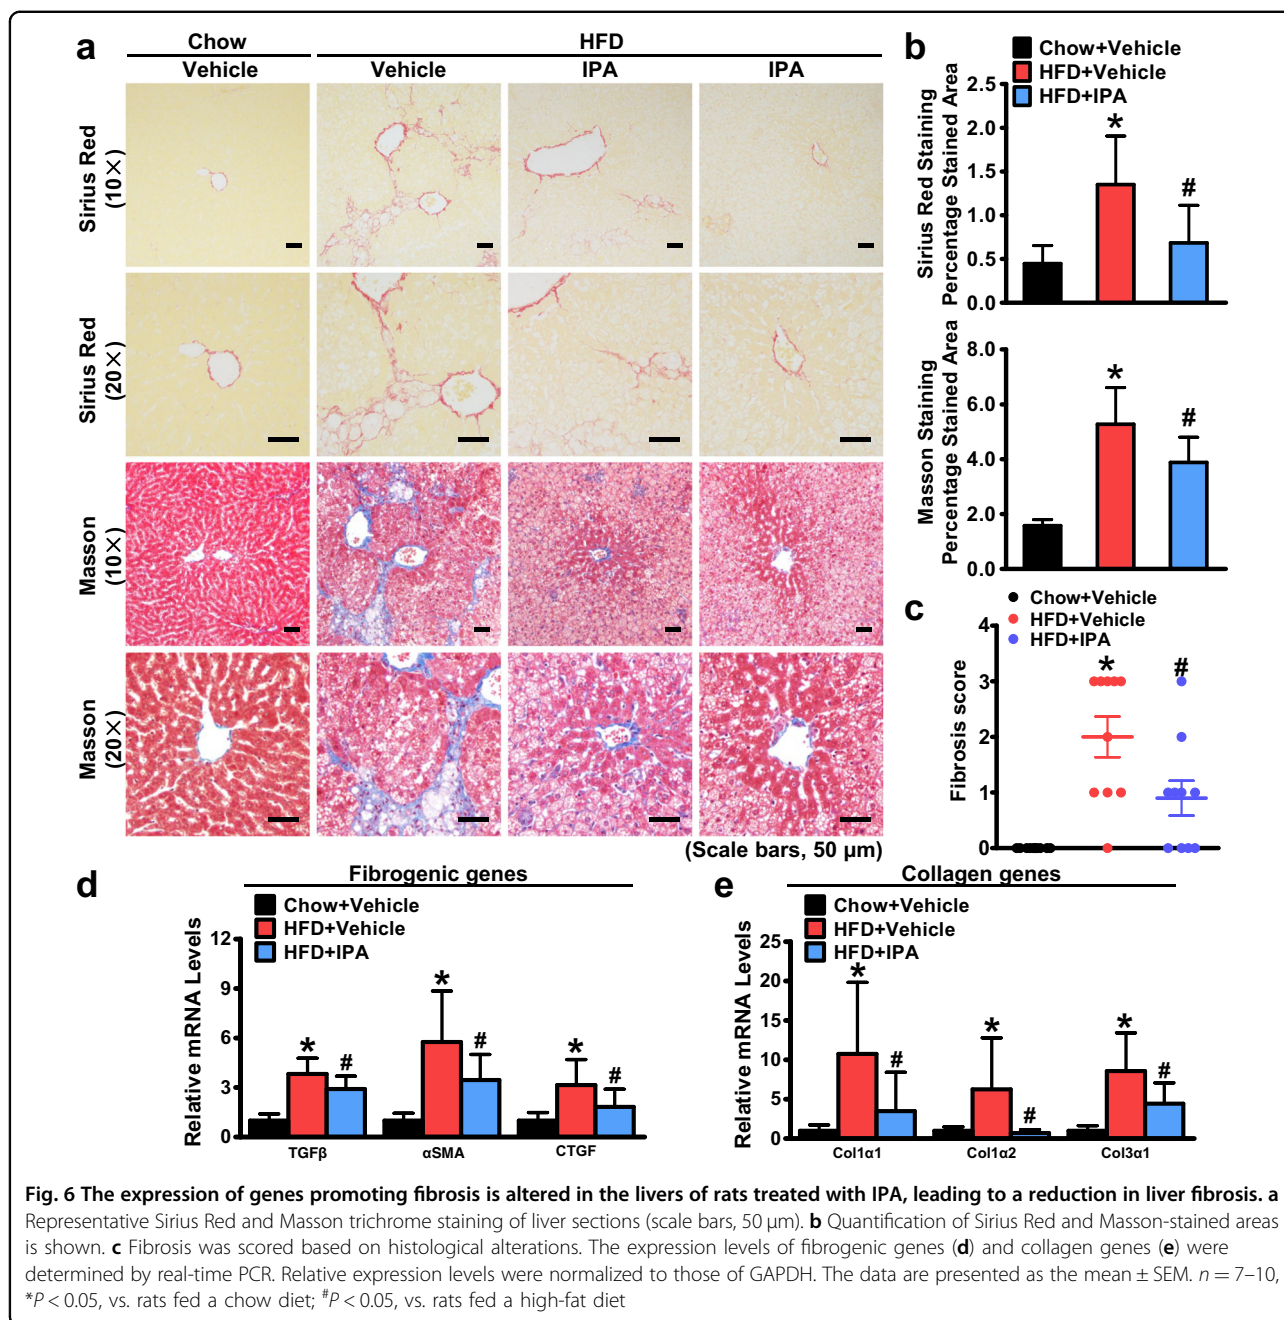 a
Chow
HFD
Vehicle
Vehicle
IPA
IPA
Sirius Red
(10×)
Sirius Red
(20×)
Masson
(10×)
Masson
(20×)
(Scale bars, 50 µm)
b
Chow+Vehicle
HFD+Vehicle
HFD+IPA
Sirius Red Staining
Percentage Stained Area
2.5
2.0
1.5
1.0
0.5
0.0
*
#
Masson Staining
Percentage Stained Area
8.0
6.0
4.0
2.0
0.0
*
#
c
Chow+Vehicle
HFD+Vehicle
HFD+IPA
Fibrosis score
4
3
2
1
0
*
#
d
Fibrogenic genes
Chow+Vehicle
HFD+Vehicle
HFD+IPA
Relative mRNA Levels
12
9
6
3
0
*
#
*
#
*
#
TGFβ
αSMA
CTGF
e
Collagen genes
Chow+Vehicle
HFD+Vehicle
HFD+IPA
Relative mRNA Levels
25
20
15
10
5
0
*
#
*
#
*
#
Col1α1
Col1α2
Col3α1
Fig. 6 The expression of genes promoting fibrosis is altered in the livers of rats treated with IPA, leading to a reduction in liver fibrosis. a
Representative Sirius Red and Masson trichrome staining of liver sections (scale bars, 50 µm). b Quantification of Sirius Red and Masson-stained areas
is shown. c Fibrosis was scored based on histological alterations. The expression levels of fibrogenic genes (d) and collagen genes (e) were
determined by real-time PCR. Relative expression levels were normalized to those of GAPDH. The data are presented as the mean ± SEM. n = 7–10,
*P < 0.05, vs. rats fed a chow diet; #P < 0.05, vs. rats fed a high-fat diet